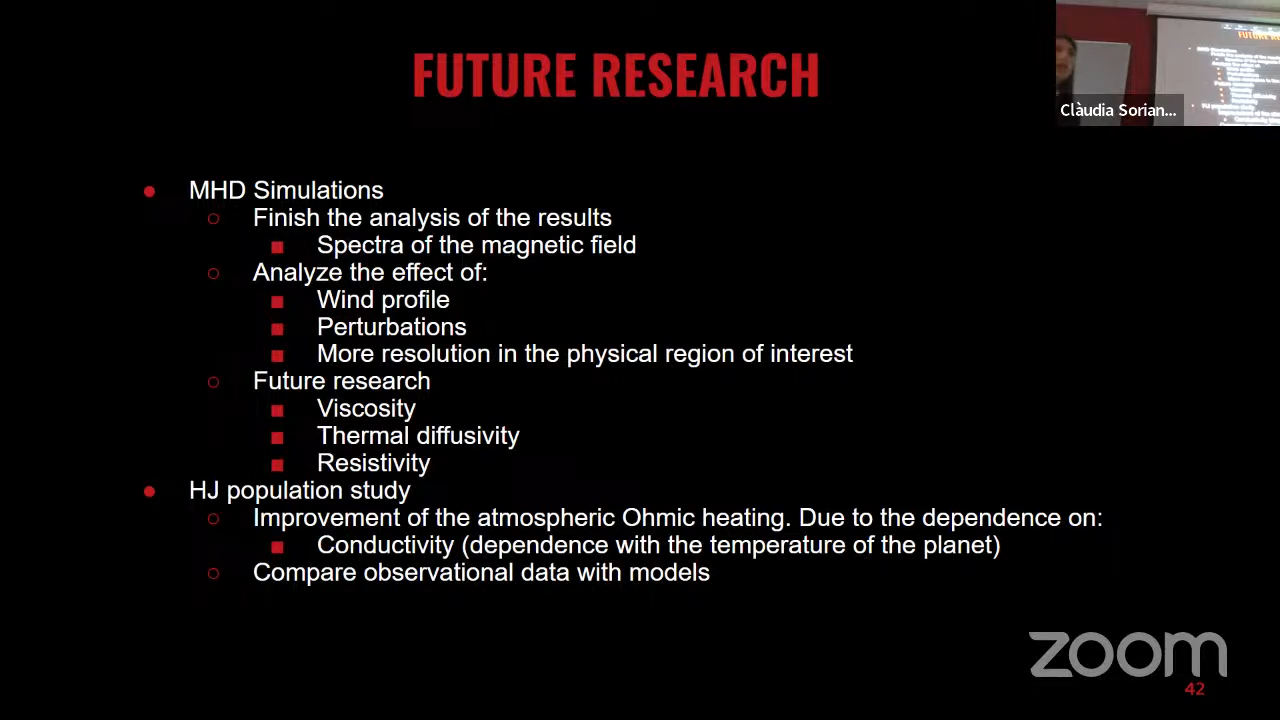 FUTURE RESEARCH
Clàudia Sorian...
MHD Simulations
Finish the analysis of the results
Spectra of the magnetic field
Analyze the effect of:
Wind profile
Perturbations
More resolution in the physical region of interest
Future research
Viscosity
Thermal diffusivity
Resistivity
HJ population study
Improvement of the atmospheric Ohmic heating. Due to the dependence on:
Conductivity (dependence with the temperature of the planet)
Compare observational data with models
zoom
42